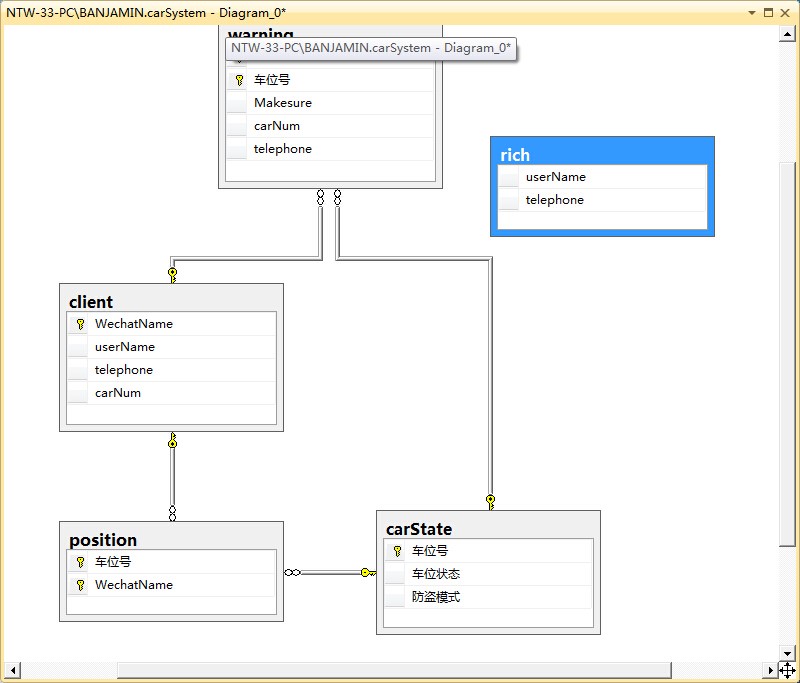 NTW-33-PC\BANJAMIN.carSystem - Diagram_0*
warning
NTW-33-PC\BANJAMIN.carSystem - Diagram_0*
车位号
Makesure
carNum
telephone
rich
userName
telephone
client
WechatName
userName
telephone
carNum
position
车位号
WechatName
carState
车位号
车位状态
防盗模式